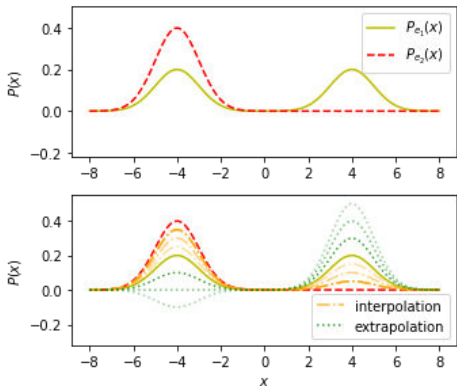 P(x)
0.4
0.2
0.0
−0.2
P_{e_1}(x)
P_{e_2}(x)
−8 −6 −4 −2 0 2 4 6 8
P(x)
0.4
0.2
0.0
−0.2
interpolation
extrapolation
−8 −6 −4 −2 0 2 4 6 8
x